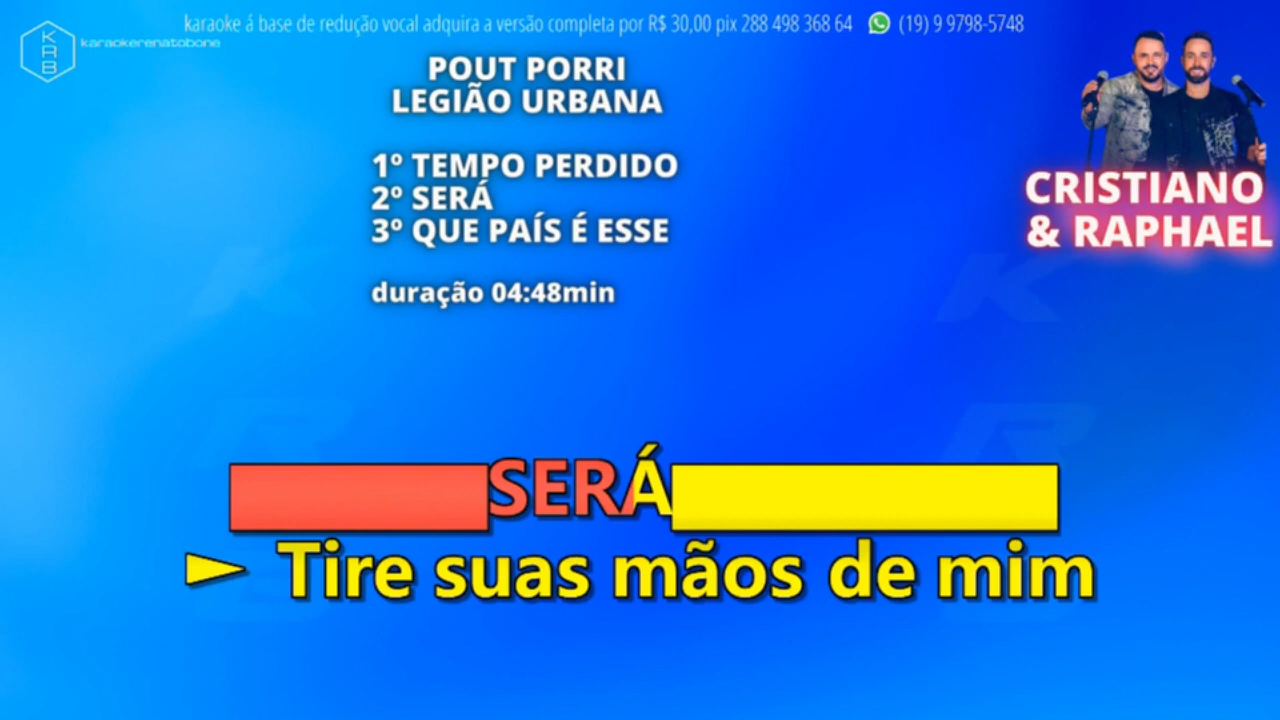 karaoke á base de redução vocal adquira a versão completa por R$ 30,00 pix 288 498 368 64 (19) 9 9798-5748
KRB
karaokerenatobone
POUT PORRI
LEGIÃO URBANA
1º TEMPO PERDIDO
2º SERÁ
3º QUE PAÍS É ESSE
duração 04:48min
CRISTIANO
& RAPHAEL
SERÁ
Tire suas mãos de mim